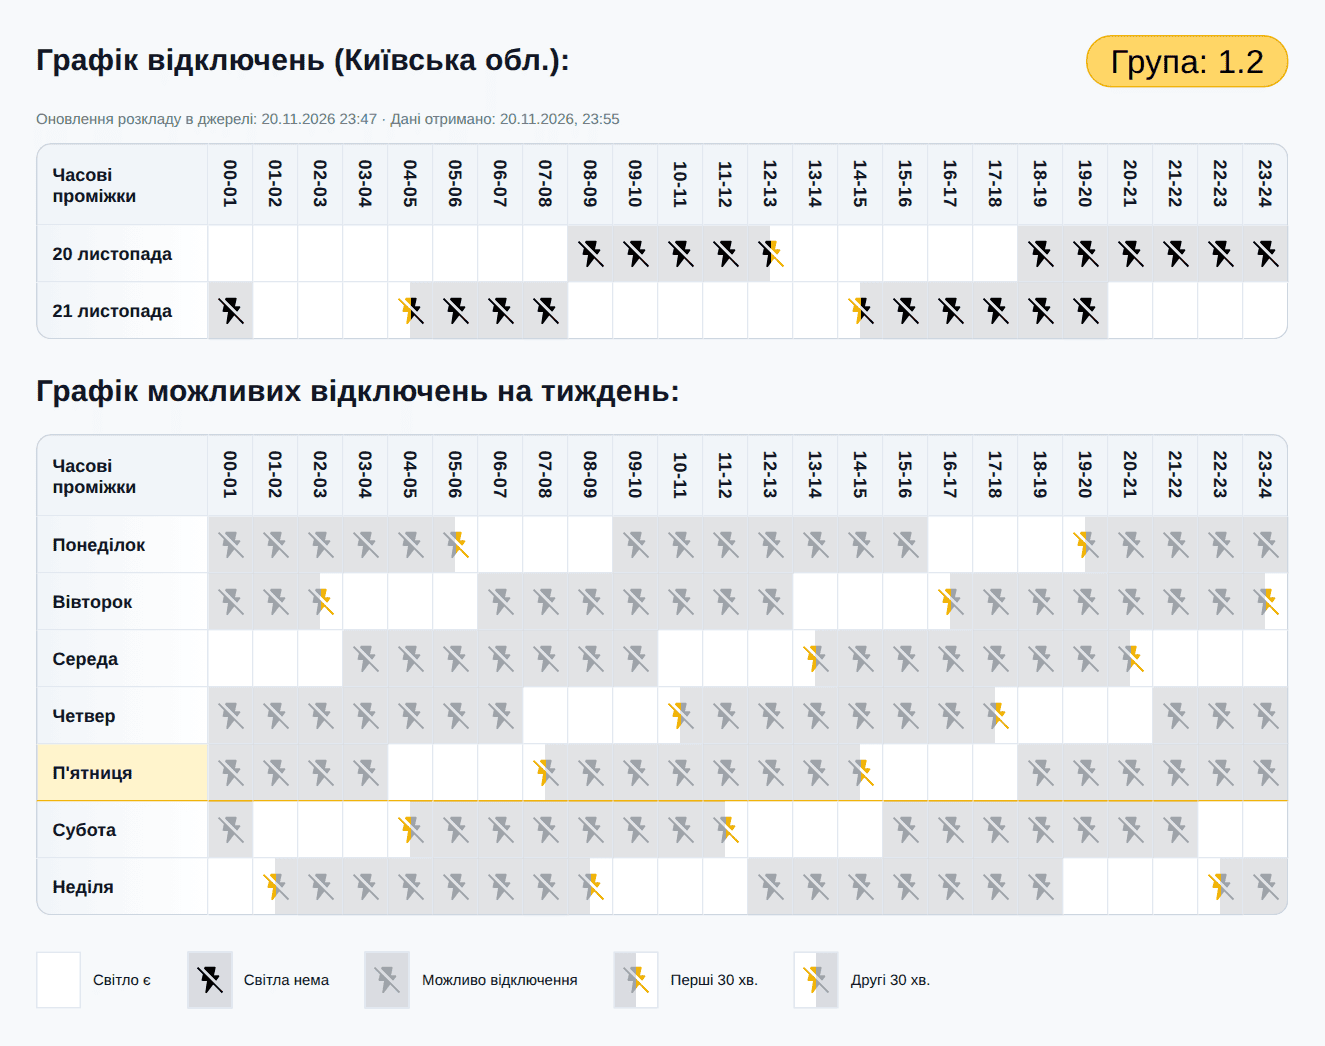 Графік відключень (Київська обл.):
Група: 1.2
Оновлення розкладу в джерелі: 20.11.2026 23:47 · Дані отримано: 20.11.2026, 23:55
Часові
проміжки
00-01 01-02 02-03 03-04 04-05 05-06 06-07 07-08 08-09 09-10 10-11 11-12 12-13 13-14 14-15 15-16 16-17 17-18 18-19 19-20 20-21 21-22 22-23 23-24
20 листопада
21 листопада
Графік можливих відключень на тиждень:
Часові
проміжки
00-01 01-02 02-03 03-04 04-05 05-06 06-07 07-08 08-09 09-10 10-11 11-12 12-13 13-14 14-15 15-16 16-17 17-18 18-19 19-20 20-21 21-22 22-23 23-24
Понеділок
Вівторок
Середа
Четвер
П'ятниця
Субота
Неділя
Світло є
Світла нема
Можливо відключення
Перші 30 хв.
Другі 30 хв.